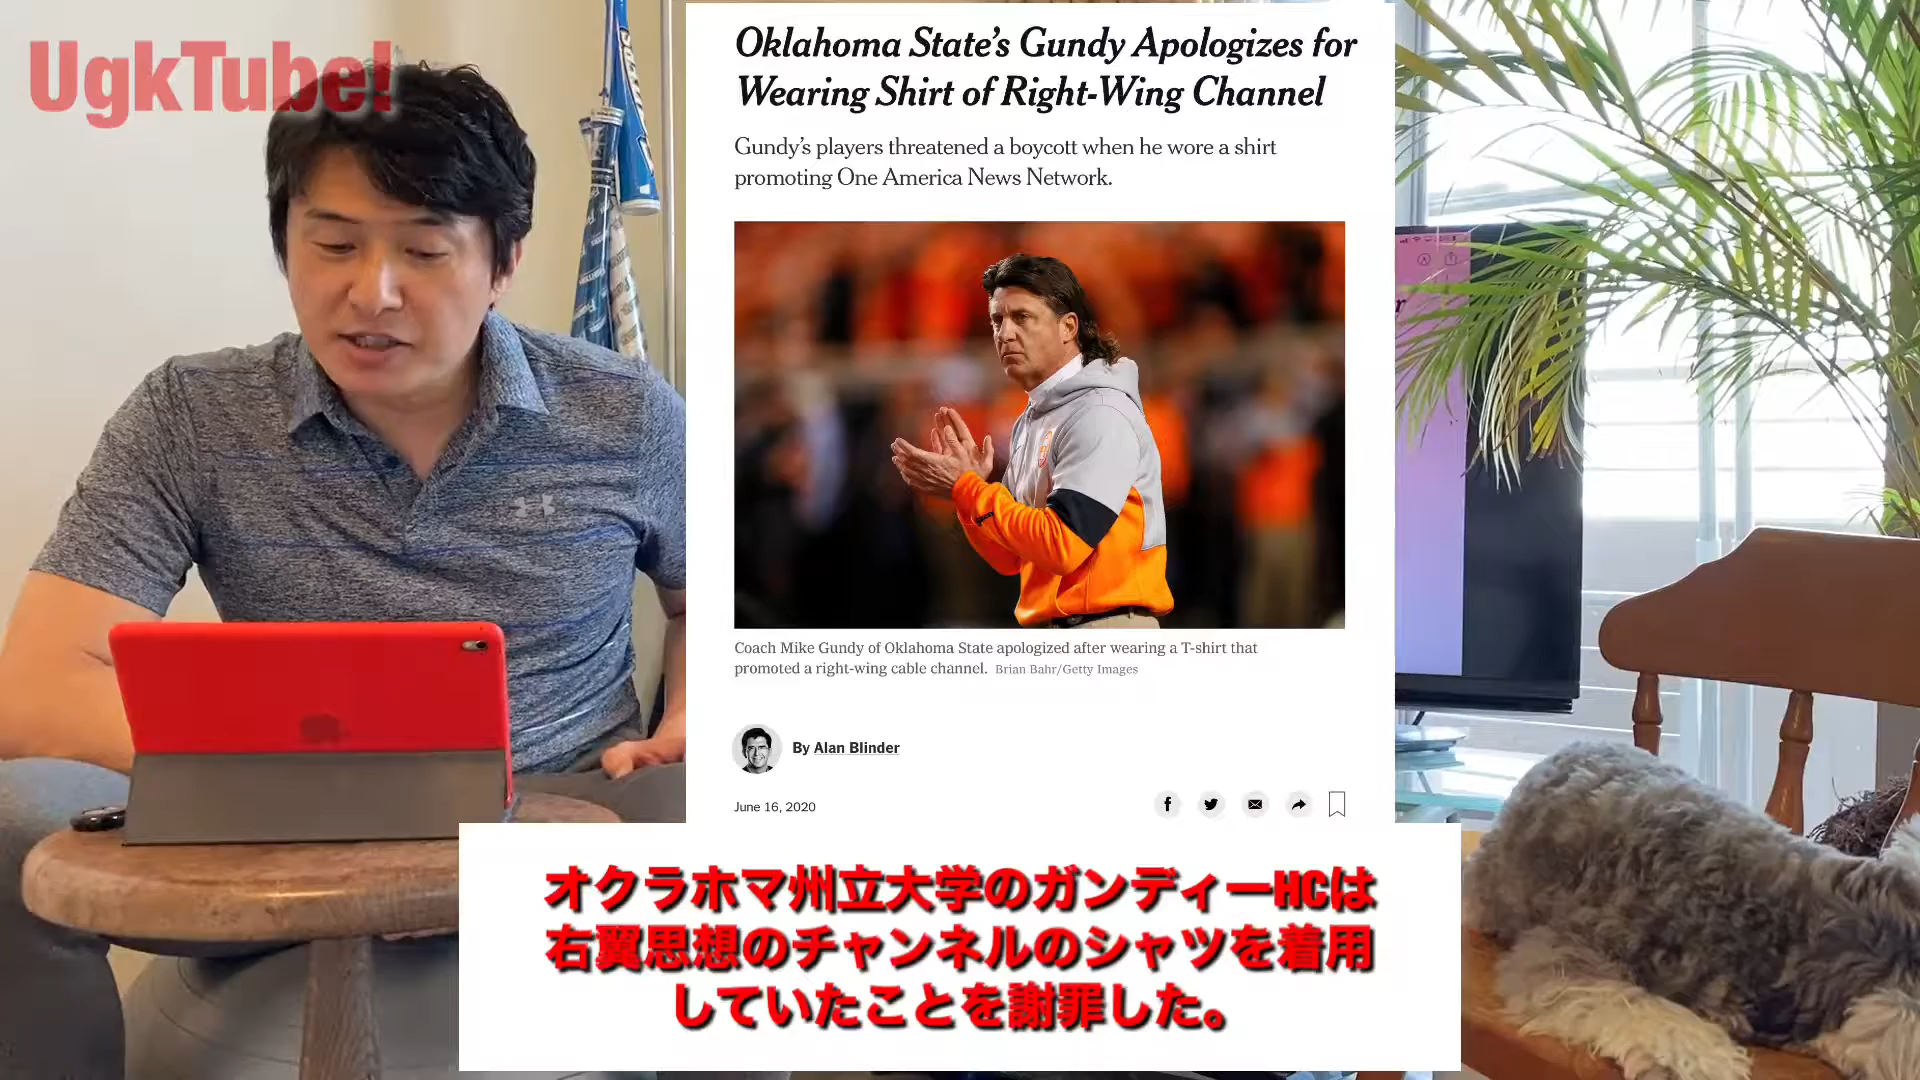 UgkTube!
Oklahoma State’s Gundy Apologizes for
Wearing Shirt of Right-Wing Channel
Gundy’s players threatened a boycott when he wore a shirt
promoting One America News Network.
Coach Mike Gundy of Oklahoma State apologized after wearing a T-shirt that
promoted a right-wing cable channel. Brian Bahr/Getty Images
By Alan Blinder
June 16, 2020
オクラホマ州立大学のガンディーHCは
右翼思想のチャンネルのシャツを着用
していたことを謝罪した。